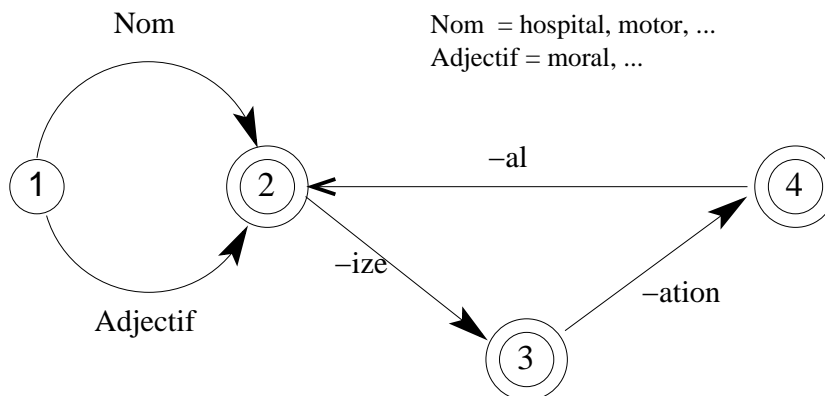 Nom
Nom = hospital, motor, ...
Adjectif = moral, ...
1
2
–al
4
–ize
–ation
Adjectif
3